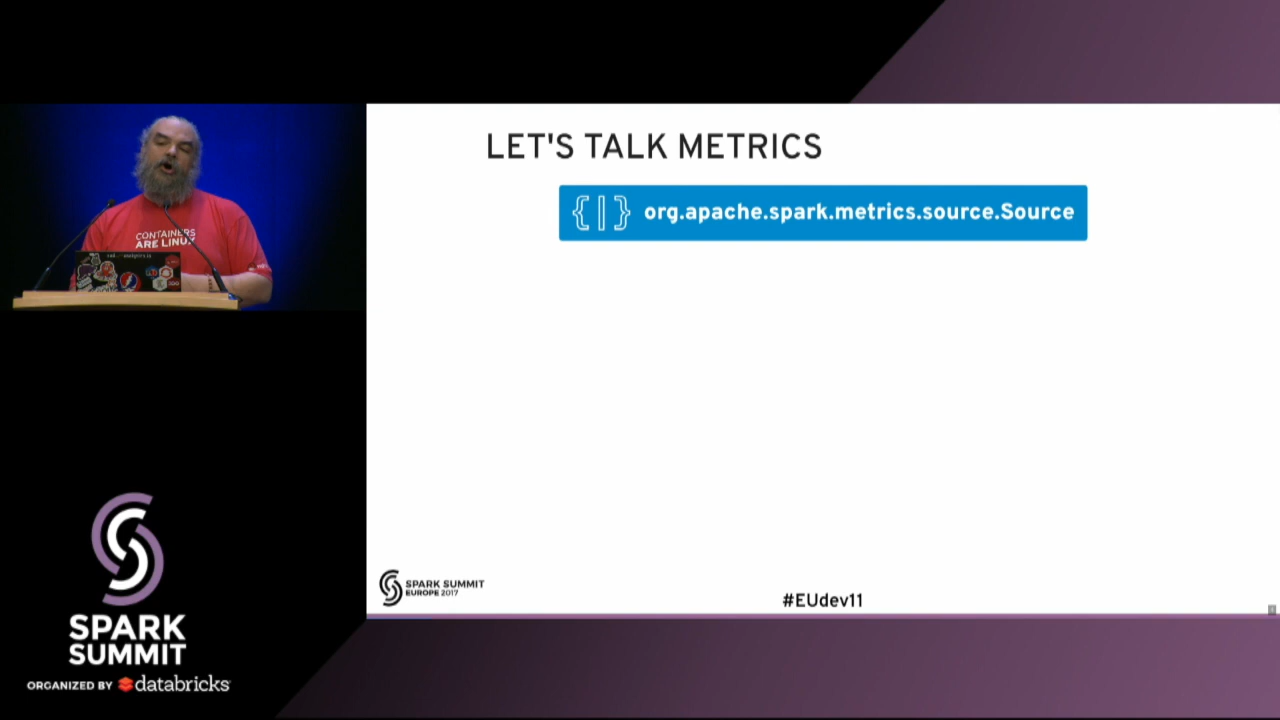 LET'S TALK METRICS
{|} org.apache.spark.metrics.source.Source
CONTAINERS
ARE LINUX
SPARK SUMMIT
EUROPE 2017
#EUdev11
SPARK
SUMMIT
ORGANIZED BY databricks